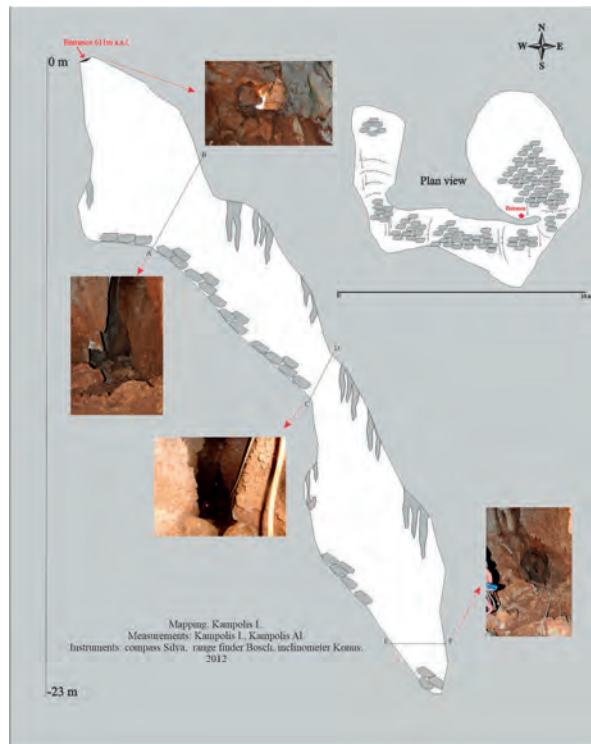 Entrance 611m a.s.l.
0 m
N
W E
S
B
Plan view
Entrance
A
0
D
C
E
F
Mapping: Kampolis I.
Measurements: Kampolis I., Kampolis Al.
Instruments: compass Silva, range finder Bosch, inclinometer Konus.
2012
-23 m